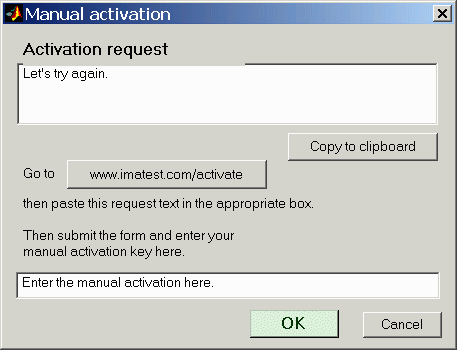 Manual activation
Activation request
Let's try again.
Copy to clipboard
Go to www.imatest.com/activate
then paste this request text in the appropriate box.
Then submit the form and enter your
manual activation key here.
Enter the manual activation here.
OK Cancel